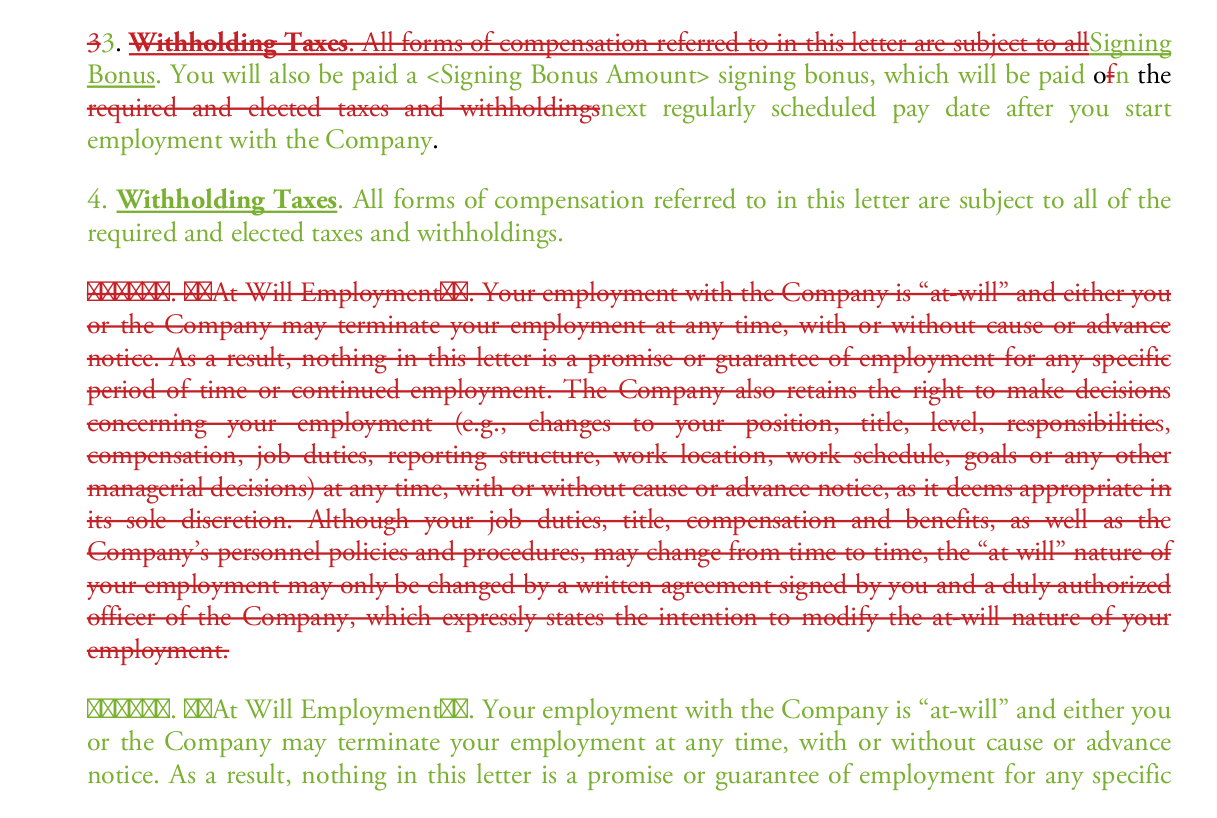 33. Withholding Taxes. All forms of compensation referred to in this letter are subject to allSigning
Bonus. You will also be paid a <Signing Bonus Amount> signing bonus, which will be paid ofn the
required and elected taxes and withholdingsnext regularly scheduled pay date after you start
employment with the Company.
4. Withholding Taxes. All forms of compensation referred to in this letter are subject to all of the
required and elected taxes and withholdings.
. At Will Employment. Your employment with the Company is “at-will” and either you
or the Company may terminate your employment at any time, with or without cause or advance
notice. As a result, nothing in this letter is a promise or guarantee of employment for any specific
period of time or continued employment. The Company also retains the right to make decisions
concerning your employment (e.g., changes to your position, title, level, responsibilities,
compensation, job duties, reporting structure, work location, work schedule, goals or any other
managerial decisions) at any time, with or without cause or advance notice, as it deems appropriate in
its sole discretion. Although your job duties, title, compensation and benefits, as well as the
Company’s personnel policies and procedures, may change from time to time, the “at will” nature of
your employment may only be changed by a written agreement signed by you and a duly authorized
officer of the Company, which expressly states the intention to modify the at-will nature of your
employment.
. At Will Employment. Your employment with the Company is “at-will” and either you
or the Company may terminate your employment at any time, with or without cause or advance
notice. As a result, nothing in this letter is a promise or guarantee of employment for any specific